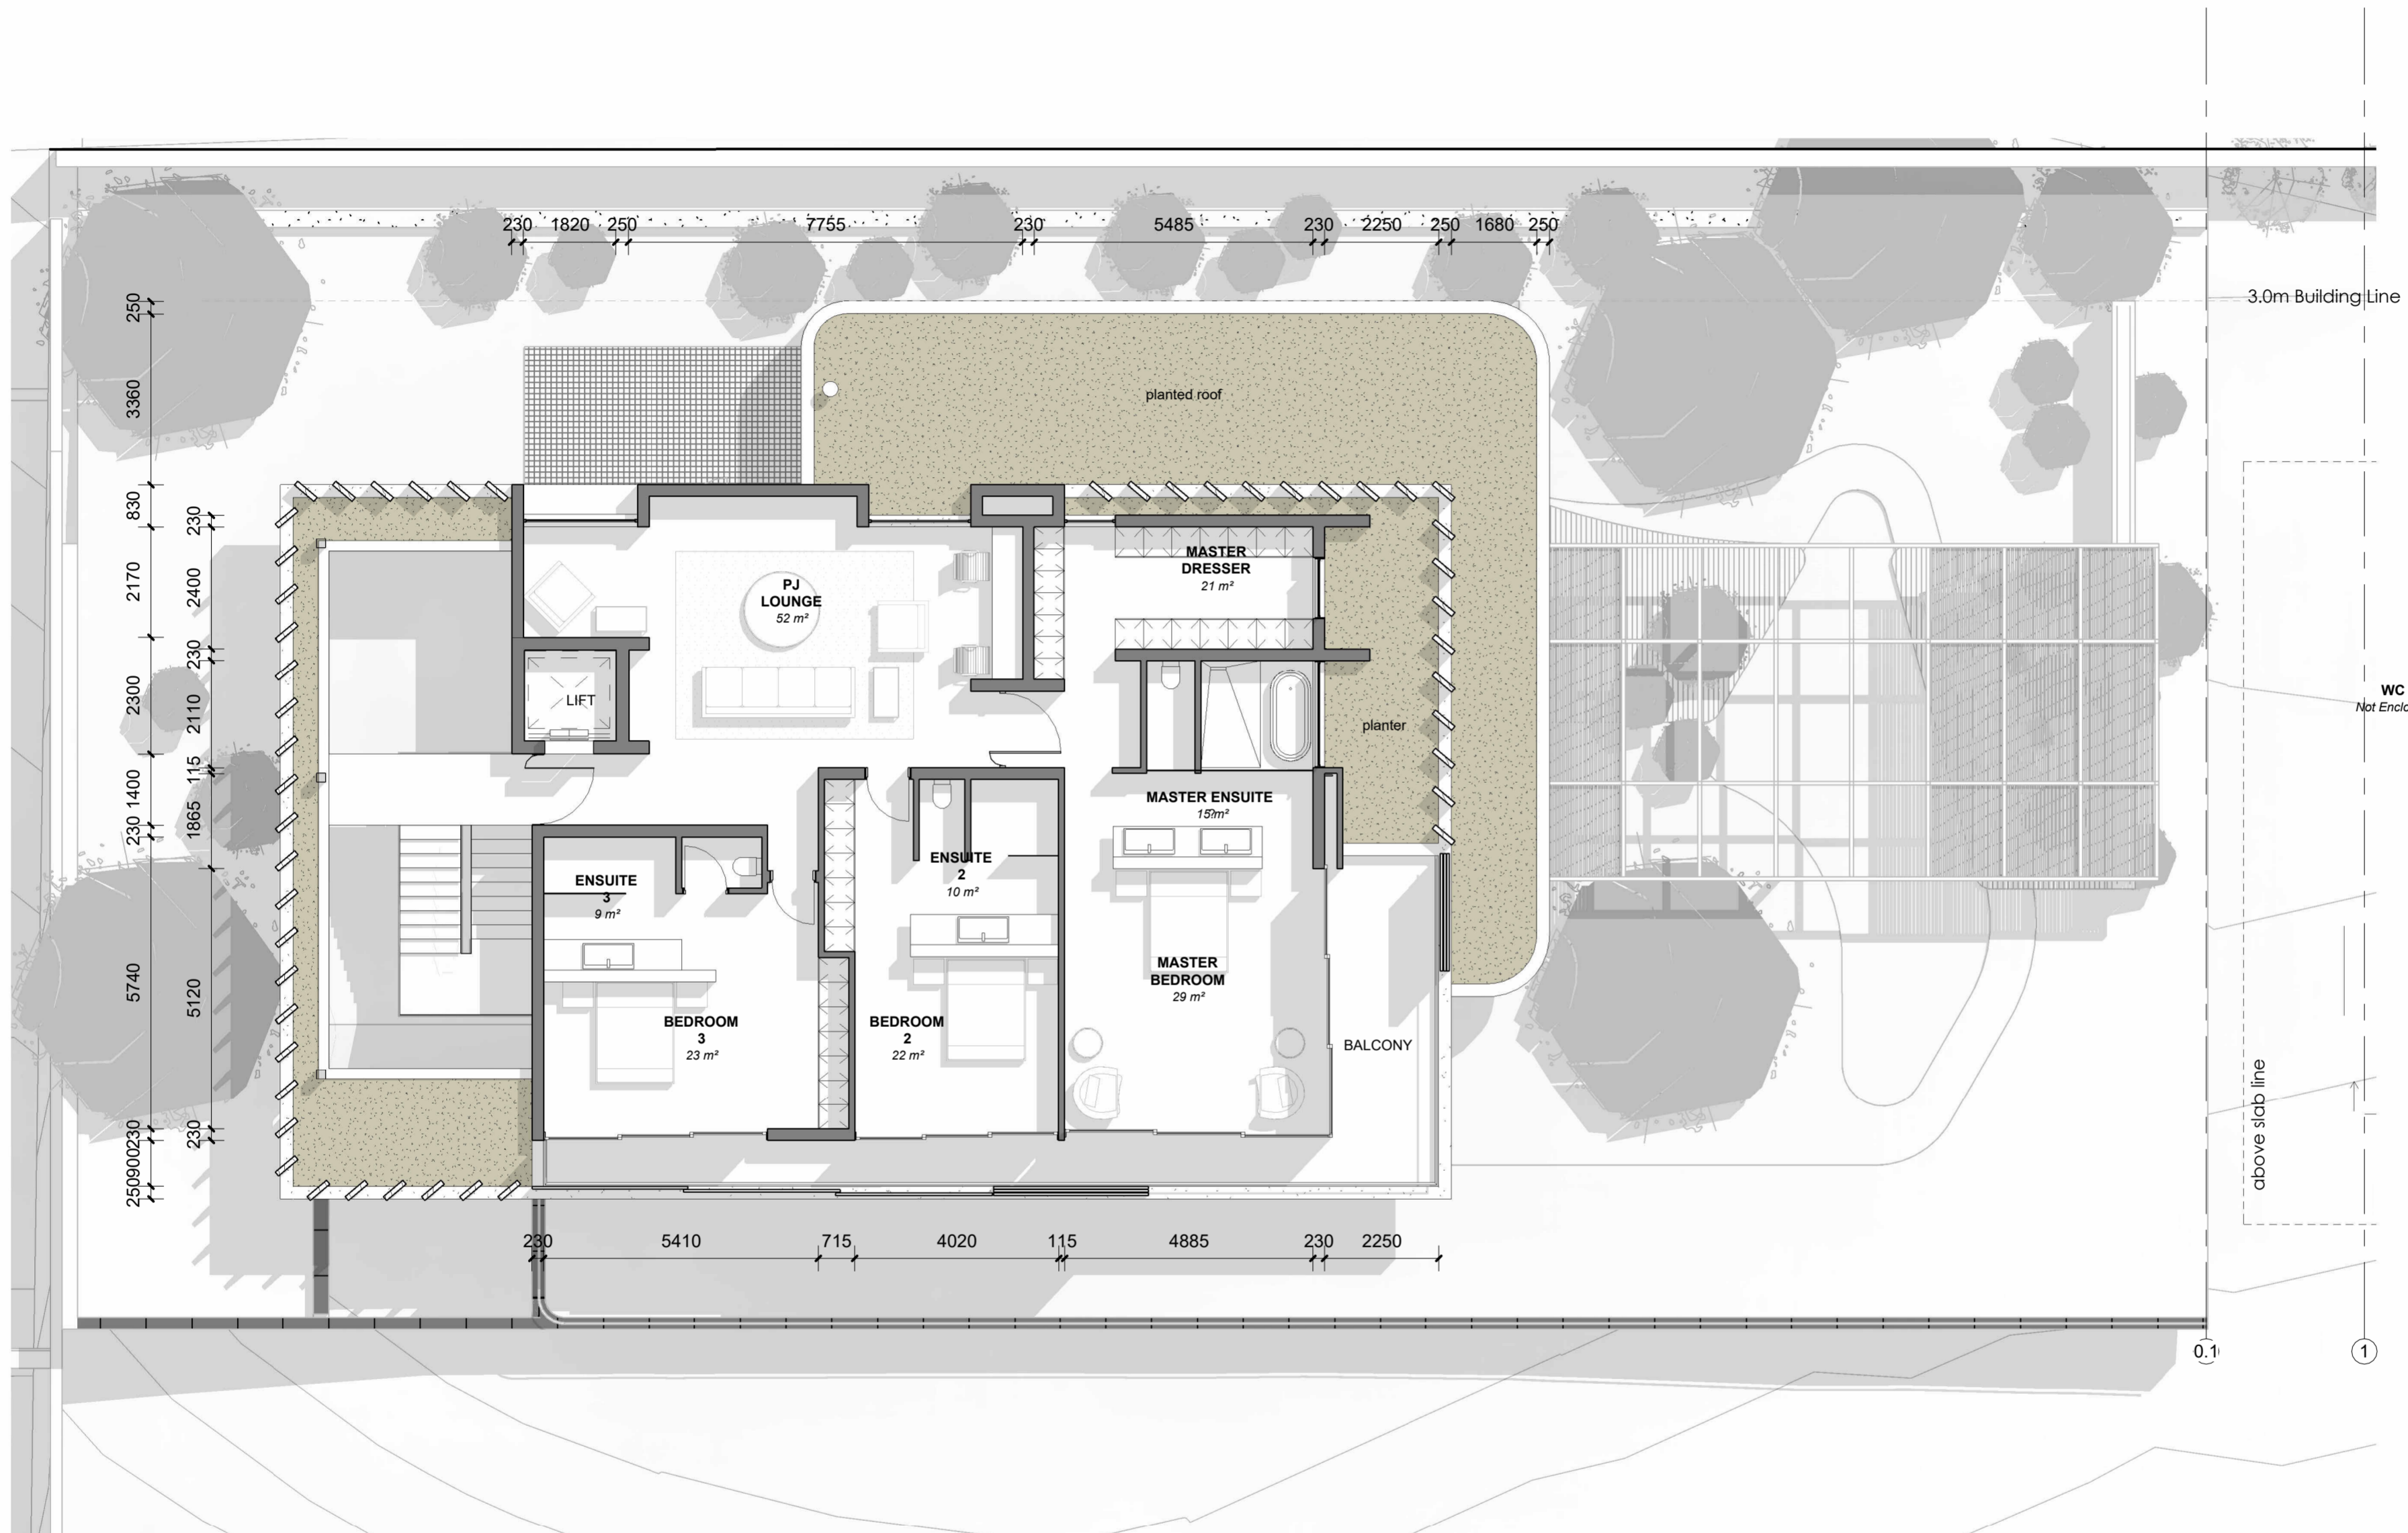 230 1820 250 7755 230 5485 230 2250 250 1680 250
3.0m Building Line
250
3360
830
2170
2300
1400
230
5740
230
900
250
230
2400
230
2110
115
1865
5120
230
planted roof
MASTER
DRESSER
21 m²
PJ
LOUNGE
52 m²
LIFT
planter
WC
MASTER ENSUITE
ENSUITE
2
10 m²
ENSUITE
3
9 m²
MASTER
BEDROOM
29 m²
BEDROOM
3
23 m²
BEDROOM
2
22 m²
BALCONY
above slab line
230 5410 715 4020 115 4885 230 2250
1